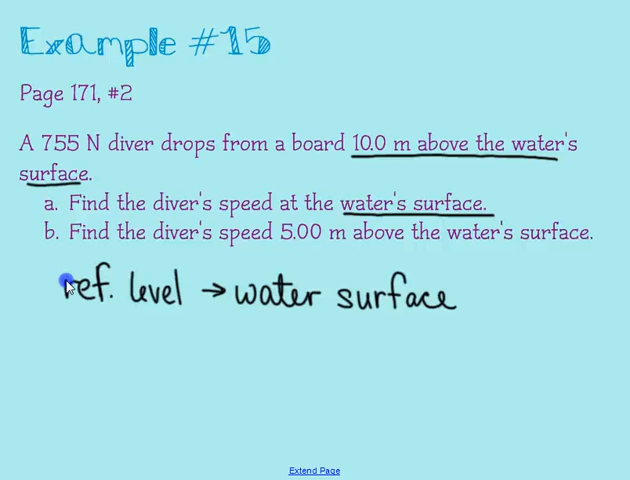 Example #15
Page 171, #2
A 755 N diver drops from a board 10.0 m above the water's
surface.
a. Find the diver's speed at the water's surface.
b. Find the diver's speed 5.00 m above the water's surface.
ref. level → water surface
Extend Page